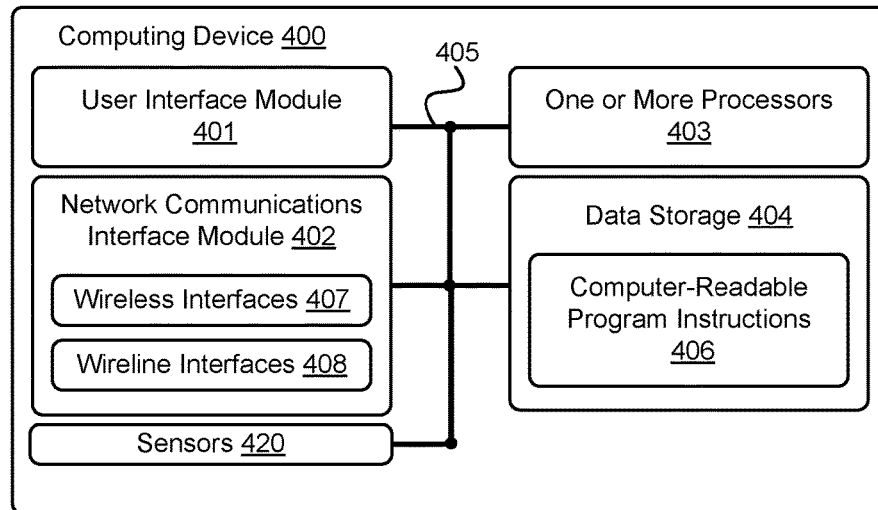 Computing Device 400
405
User Interface Module
401
One or More Processors
403
Network Communications
Interface Module 402
Wireless Interfaces 407
Wireline Interfaces 408
Data Storage 404
Computer-Readable
Program Instructions
406
Sensors 420